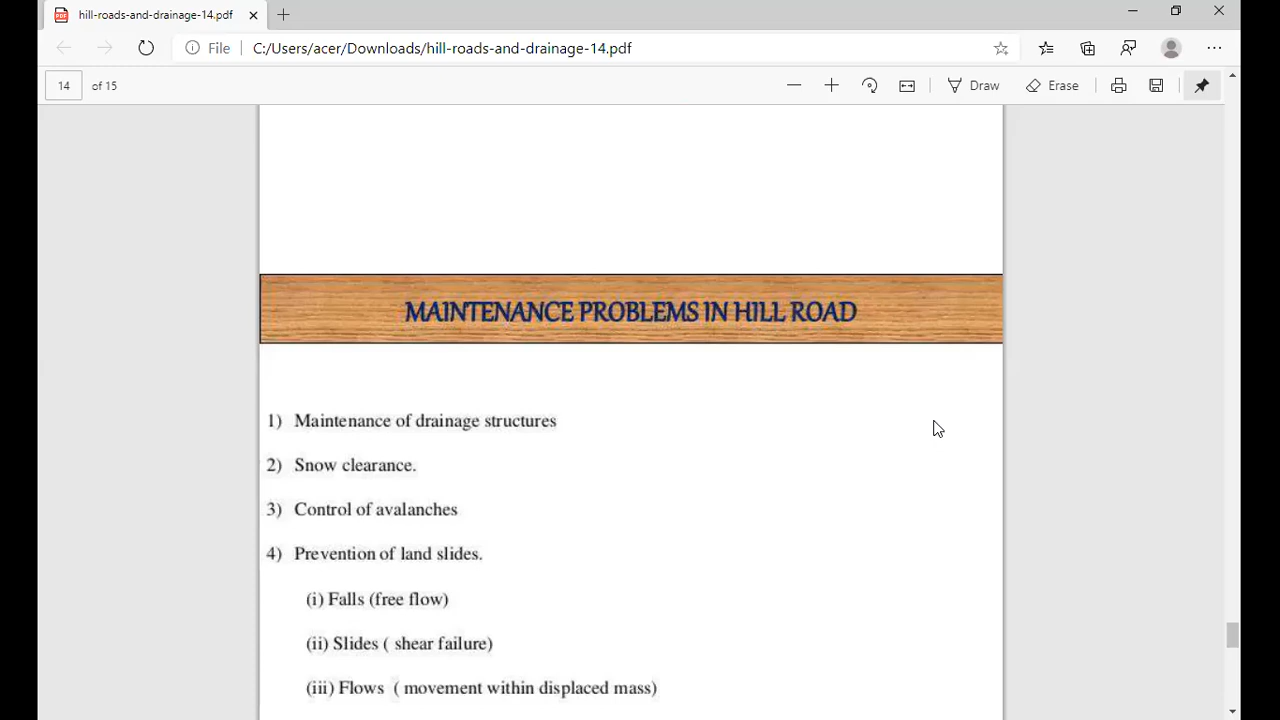 hill-roads-and-drainage-14.pdf
File C:/Users/acer/Downloads/hill-roads-and-drainage-14.pdf
14 of 15 Draw Erase
MAINTENANCE PROBLEMS IN HILL ROAD
1) Maintenance of drainage structures
2) Snow clearance.
3) Control of avalanches
4) Prevention of land slides.
(i) Falls (free flow)
(ii) Slides ( shear failure)
(iii) Flows ( movement within displaced mass)